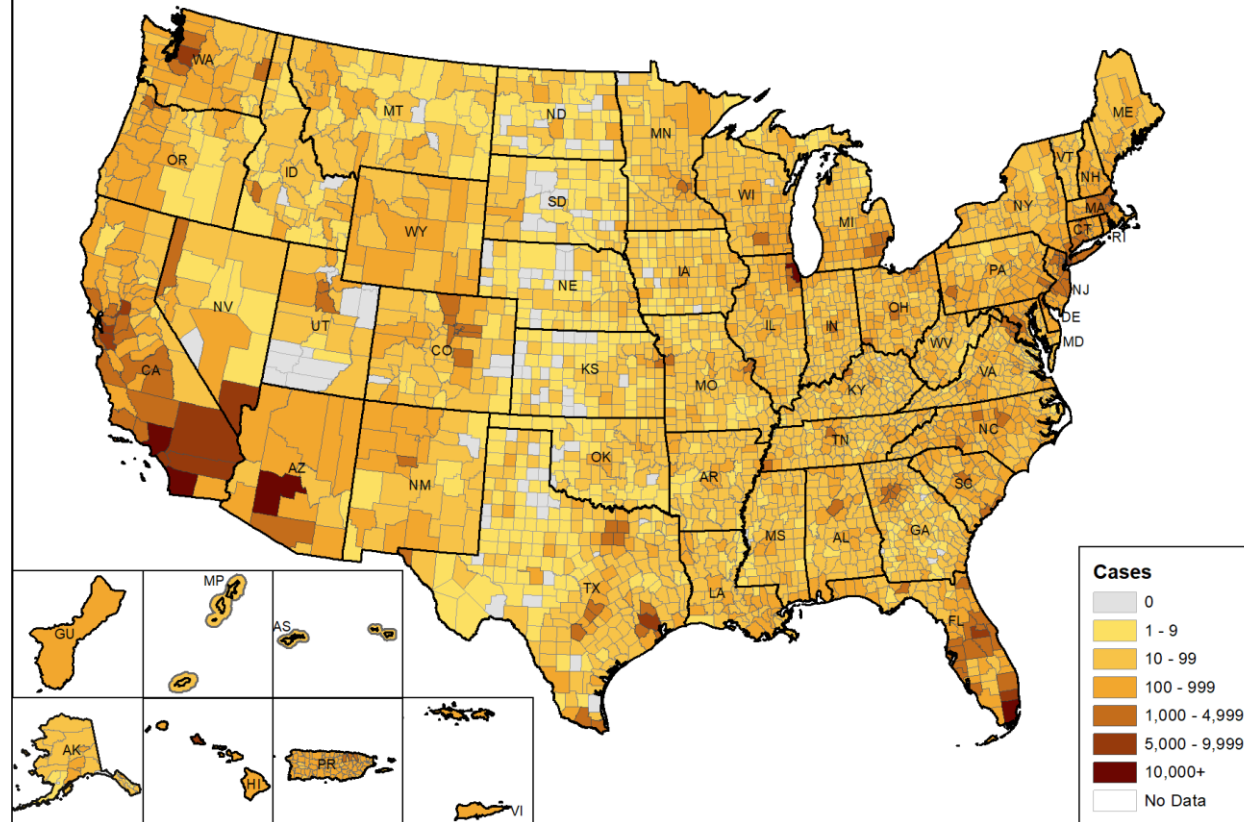 WA
MT
ND
MN
ME
OR
ID
SD
WI
VT
NH
NY
MA
WY
MI
CT
RI
IA
PA
NE
NJ
NV
OH
UT
IL
IN
DE
CO
WV
MD
CA
KS
MO
VA
KY
NC
TN
OK
AZ
NM
AR
SC
MS
AL
GA
TX
LA
FL
GU
MP
AS
AK
HI
PR
VI
Cases
0
1 - 9
10 - 99
100 - 999
1,000 - 4,999
5,000 - 9,999
10,000+
No Data